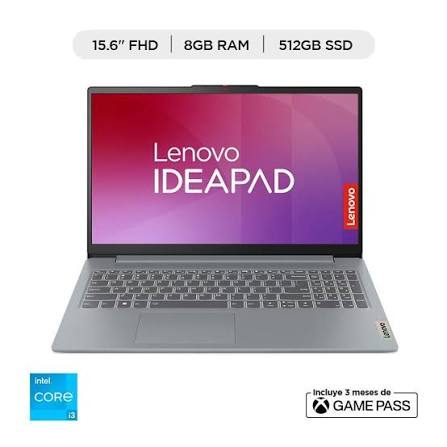 15.6" FHD | 8GB RAM | 512GB SSD
Lenovo
IDEAPAD
Lenovo
Lenovo
intel.
CORE
i3
Incluye 3 meses de
GAME PASS